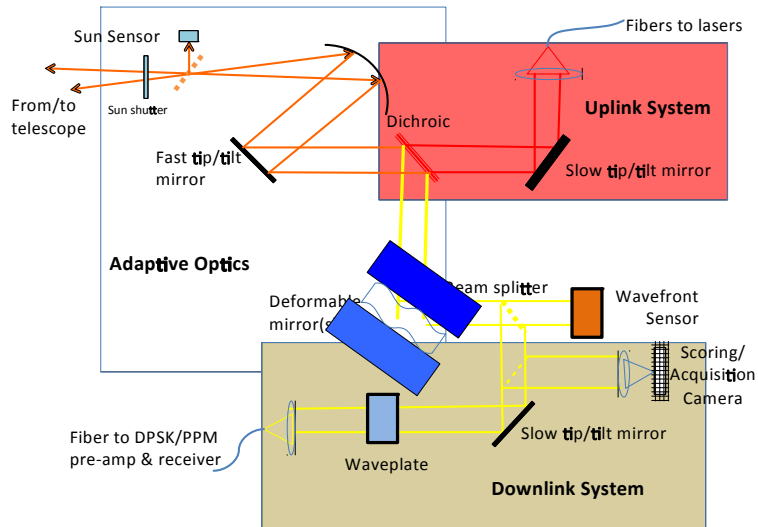 Sun Sensor
Fibers to lasers
From/to
telescope
Sun shutter
Uplink System
Dichroic
Fast tip/tilt
mirror
Slow tip/tilt mirror
Adaptive Optics
Deformable
beam splitter
Wavefront
Sensor
Scoring/
Acquisition
Camera
Fiber to DPSK/PPM
pre-amp & receiver
Waveplate
Slow tip/tilt mirror
Downlink System